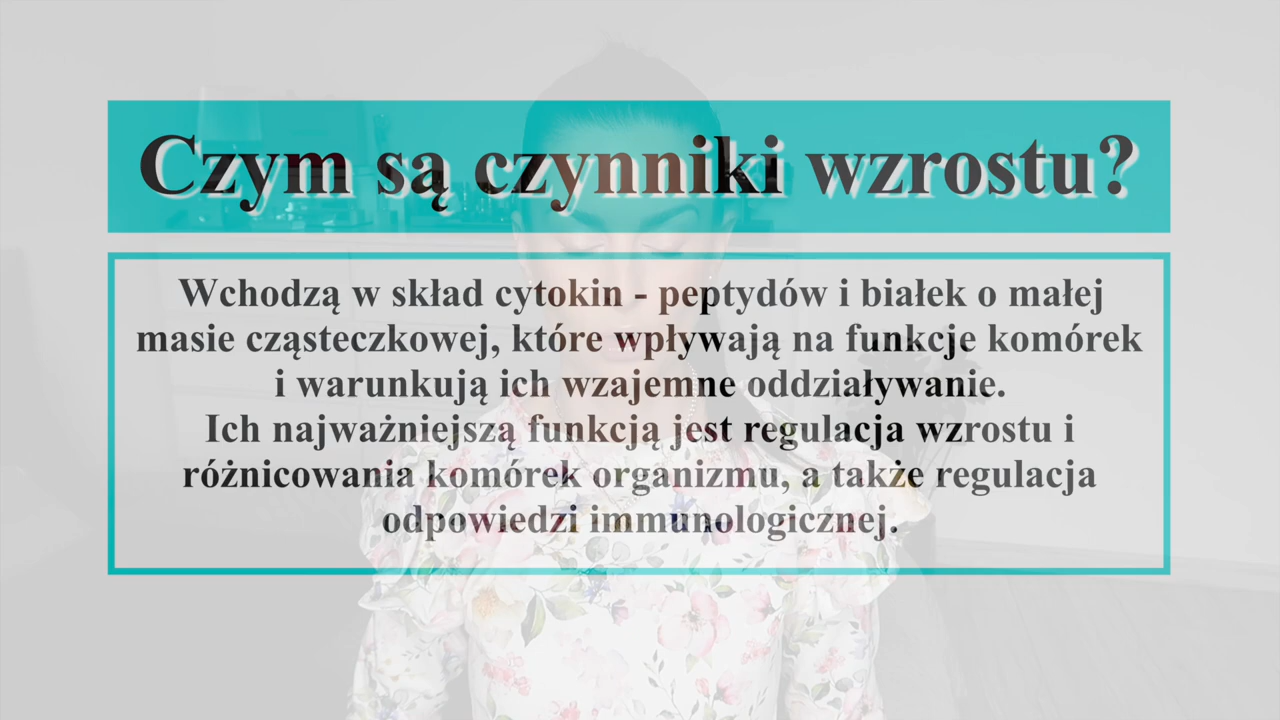 Czym są czynniki wzrostu?
Wchodzą w skład cytokin - peptydów i białek o małej
masie cząsteczkowej, które wpływają na funkcje komórek
i warunkują ich wzajemne oddziaływanie.
Ich najważniejszą funkcją jest regulacja wzrostu i
różnicowania komórek organizmu, a także regulacja
odpowiedzi immunologicznej.